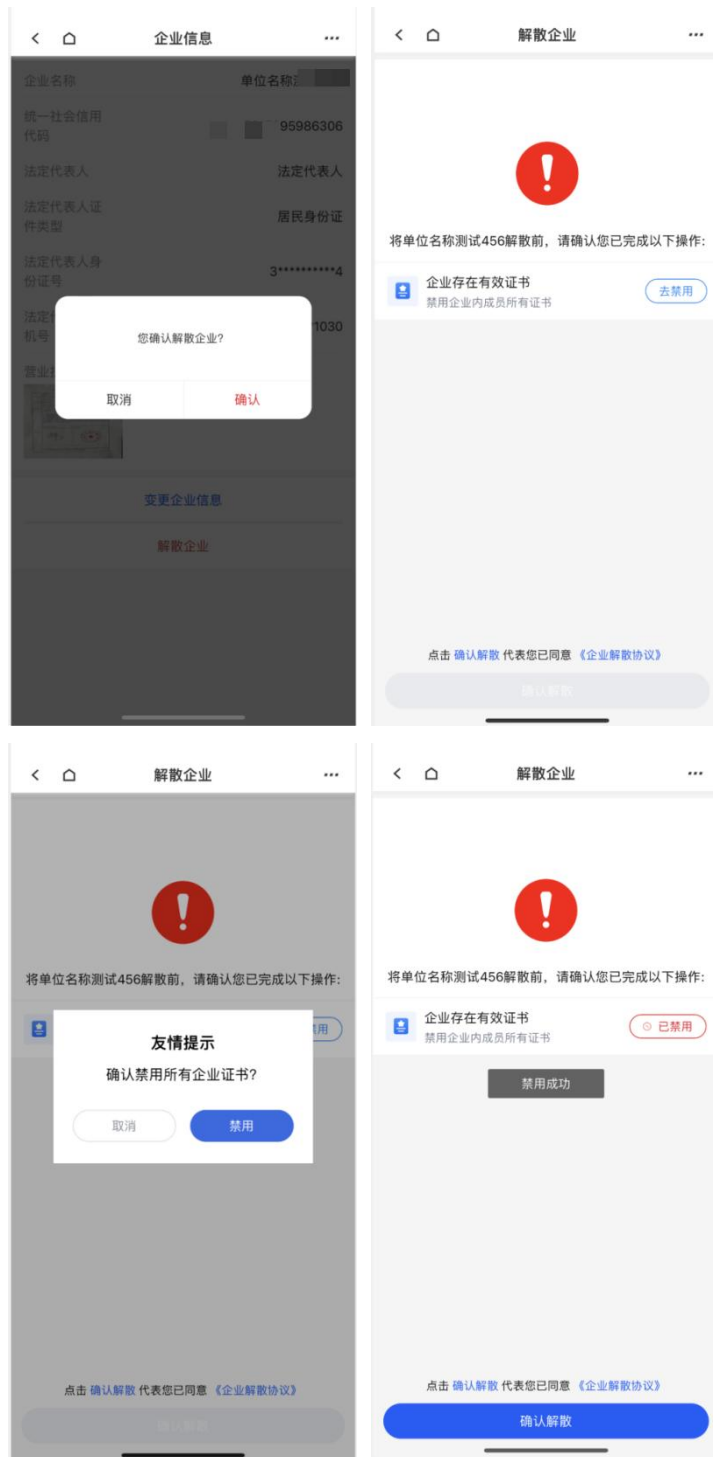 企业信息
企业名称
单位名称
统一社会信用
代码
95986306
法定代表人
法定代表人
法定代表人证
件类型
居民身份证
法定代表人身
份证号
3**********4
法定
机号
1030
营业
您确认解散企业?
取消
确认
变更企业信息
解散企业
解散企业
将单位名称测试456解散前，请确认您已完成以下操作:
企业存在有效证书
禁用企业内成员所有证书
去禁用
点击 确认解散 代表您已同意 《企业解散协议》
确认解散
解散企业
将单位名称测试456解散前，请确认您已完成以下操作:
用
友情提示
确认禁用所有企业证书?
取消
禁用
点击 确认解散 代表您已同意 《企业解散协议》
确认解散
解散企业
将单位名称测试456解散前，请确认您已完成以下操作:
企业存在有效证书
禁用企业内成员所有证书
已禁用
禁用成功
点击 确认解散 代表您已同意 《企业解散协议》
确认解散